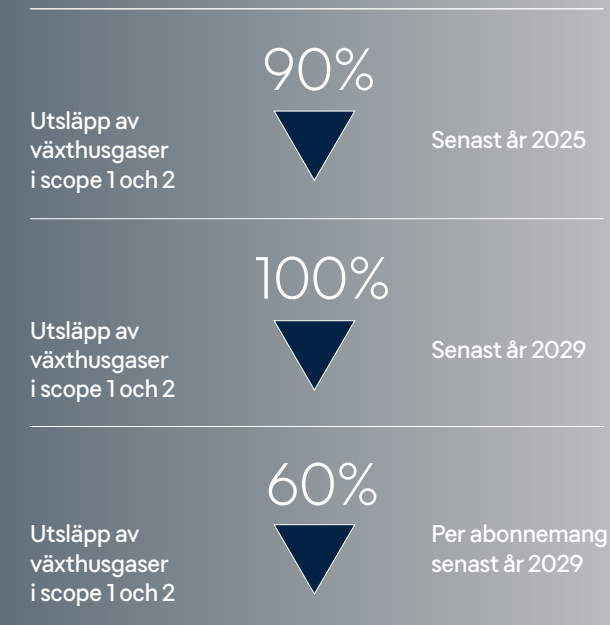 90%
Utsläpp av
växthusgaser
i scope 1 och 2
Senast år 2025
100%
Utsläpp av
växthusgaser
i scope 1 och 2
Senast år 2029
60%
Utsläpp av
växthusgaser
i scope 1 och 2
Per abonnemang
senast år 2029